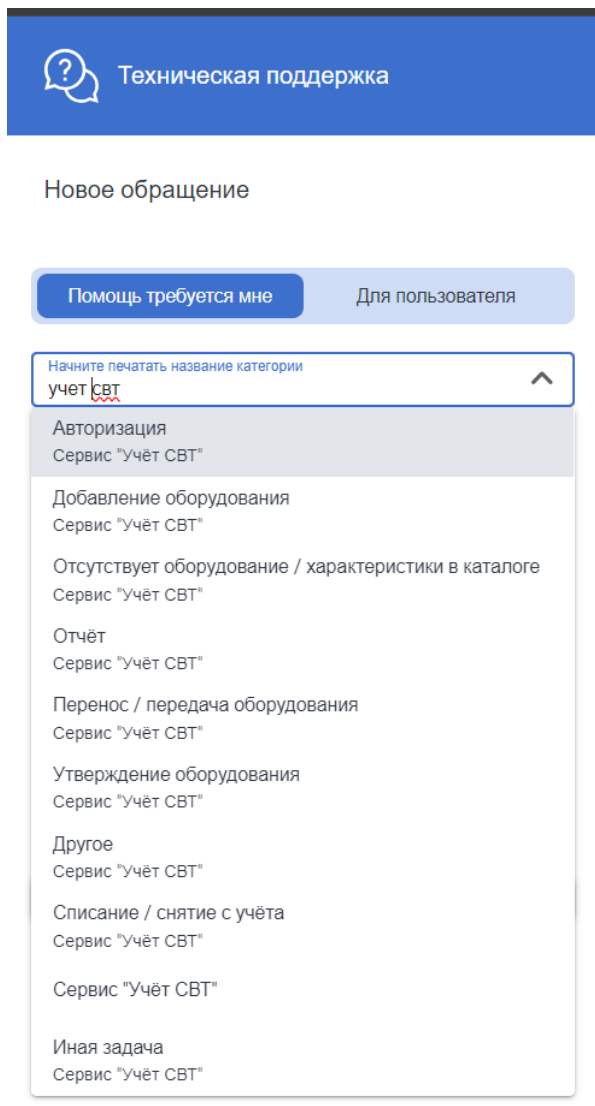 Техническая поддержка
Новое обращение
Помощь требуется мне
Для пользователя
Начните печатать название категории
учет свт
Авторизация
Сервис "Учёт СВТ"
Добавление оборудования
Сервис "Учёт СВТ"
Отсутствует оборудование / характеристики в каталоге
Сервис "Учёт СВТ"
Отчёт
Сервис "Учёт СВТ"
Перенос / передача оборудования
Сервис "Учёт СВТ"
Утверждение оборудования
Сервис "Учёт СВТ"
Другое
Сервис "Учёт СВТ"
Списание / снятие с учёта
Сервис "Учёт СВТ"
Сервис "Учёт СВТ"
Иная задача
Сервис "Учёт СВТ"